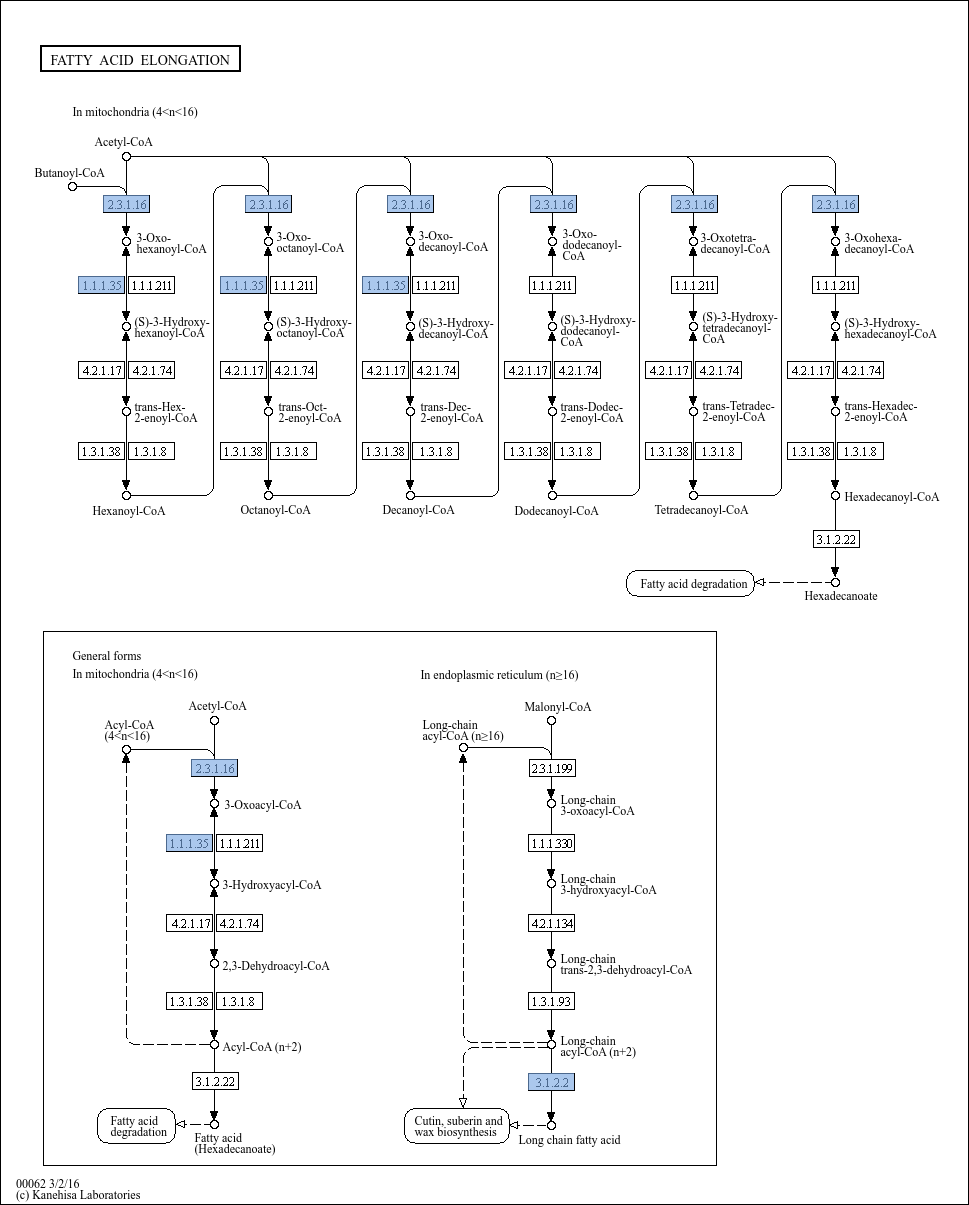 FATTY ACID ELONGATION
In mitochondria (4<n<16)
Acetyl-CoA
Butanoyl-CoA
2.3.1.16 2.3.1.16 2.3.1.16 2.3.1.16 2.3.1.16 2.3.1.16
3-Oxo- 3-Oxo- 3-Oxo- 3-Oxo- 3-Oxotetra- 3-Oxohexa-
hexanoyl-CoA octanoyl-CoA decanoyl-CoA dodecanoyl- decanoyl-CoA decanoyl-CoA
CoA
1.1.1.35 1.1.1.211 1.1.1.35 1.1.1.211 1.1.1.35 1.1.1.211 1.1.1.211 1.1.1.211 1.1.1.211
(S)-3-Hydroxy- (S)-3-Hydroxy- (S)-3-Hydroxy- (S)-3-Hydroxy- (S)-3-Hydroxy- (S)-3-Hydroxy-
hexanoyl-CoA octanoyl-CoA decanoyl-CoA dodecanoyl- tetradecanoyl- hexadecanoyl-CoA
CoA CoA
4.2.1.17 4.2.1.74 4.2.1.17 4.2.1.74 4.2.1.17 4.2.1.74 4.2.1.17 4.2.1.74 4.2.1.17 4.2.1.74 4.2.1.17 4.2.1.74
trans-Hex- trans-Oct- trans-Dec- trans-Dodec- trans-Tetradec- trans-Hexadec-
2-enoyl-CoA 2-enoyl-CoA 2-enoyl-CoA 2-enoyl-CoA 2-enoyl-CoA 2-enoyl-CoA
1.3.1.38 1.3.1.8 1.3.1.38 1.3.1.8 1.3.1.38 1.3.1.8 1.3.1.38 1.3.1.8 1.3.1.38 1.3.1.8 1.3.1.38 1.3.1.8
Hexanoyl-CoA Octanoyl-CoA Decanoyl-CoA Dodecanoyl-CoA Tetradecanoyl-CoA Hexadecanoyl-CoA
3.1.2.22
Fatty acid degradation
Hexadecanoate
General forms
In mitochondria (4<n<16)
Acetyl-CoA
Acyl-CoA
(4<n<16)
2.3.1.16
3-Oxoacyl-CoA
1.1.1.35 1.1.1.211
3-Hydroxyacyl-CoA
4.2.1.17 4.2.1.74
2,3-Dehydroacyl-CoA
1.3.1.38 1.3.1.8
Acyl-CoA (n+2)
3.1.2.22
Fatty acid
degradation
Fatty acid
(Hexadecanoate)
In endoplasmic reticulum (n≥16)
Malonyl-CoA
Long-chain
acyl-CoA (n≥16)
2.3.1.199
Long-chain
3-oxoacyl-CoA
1.1.1.330
Long-chain
3-hydroxyacyl-CoA
4.2.1.134
Long-chain
trans-2,3-dehydroacyl-CoA
1.3.1.93
Long-chain
acyl-CoA (n+2)
3.1.2.2
Cutin, suberin and
wax biosynthesis
Long chain fatty acid
00062 3/2/16
(c) Kanehisa Laboratories